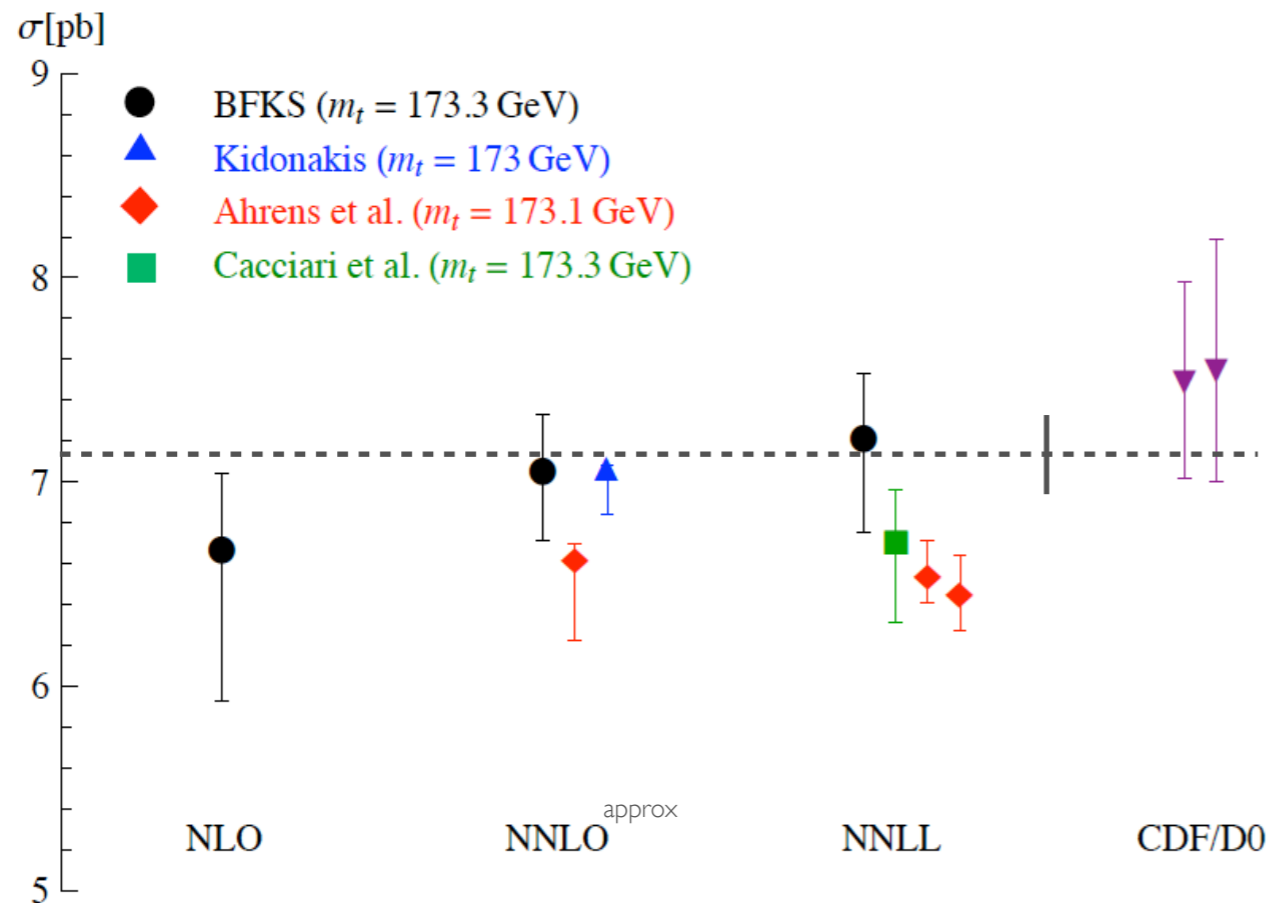 σ[pb]
9
BFKS (m_t = 173.3 GeV)
Kidonakis (m_t = 173 GeV)
Ahrens et al. (m_t = 173.1 GeV)
Cacciari et al. (m_t = 173.3 GeV)
8
7
6
approx
NLO NNLO NNLL CDF/D0
5